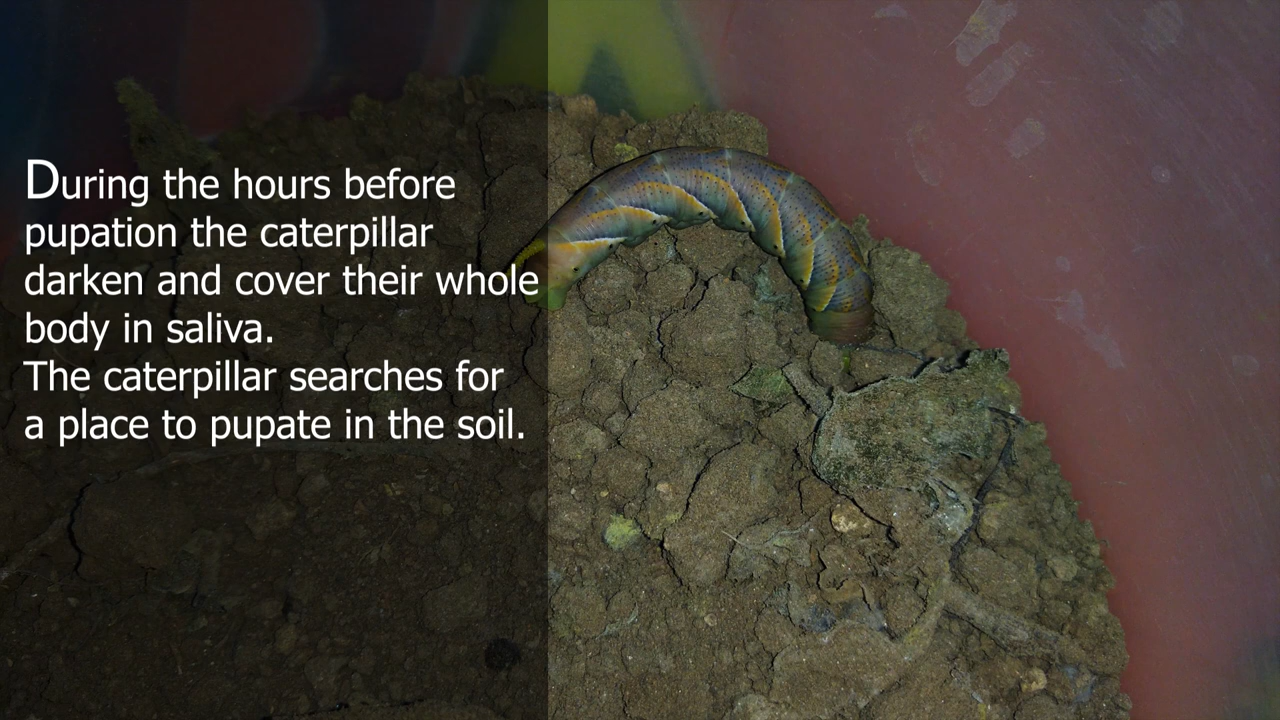 During the hours before
pupation the caterpillar
darken and cover their whole
body in saliva.
The caterpillar searches for
a place to pupate in the soil.